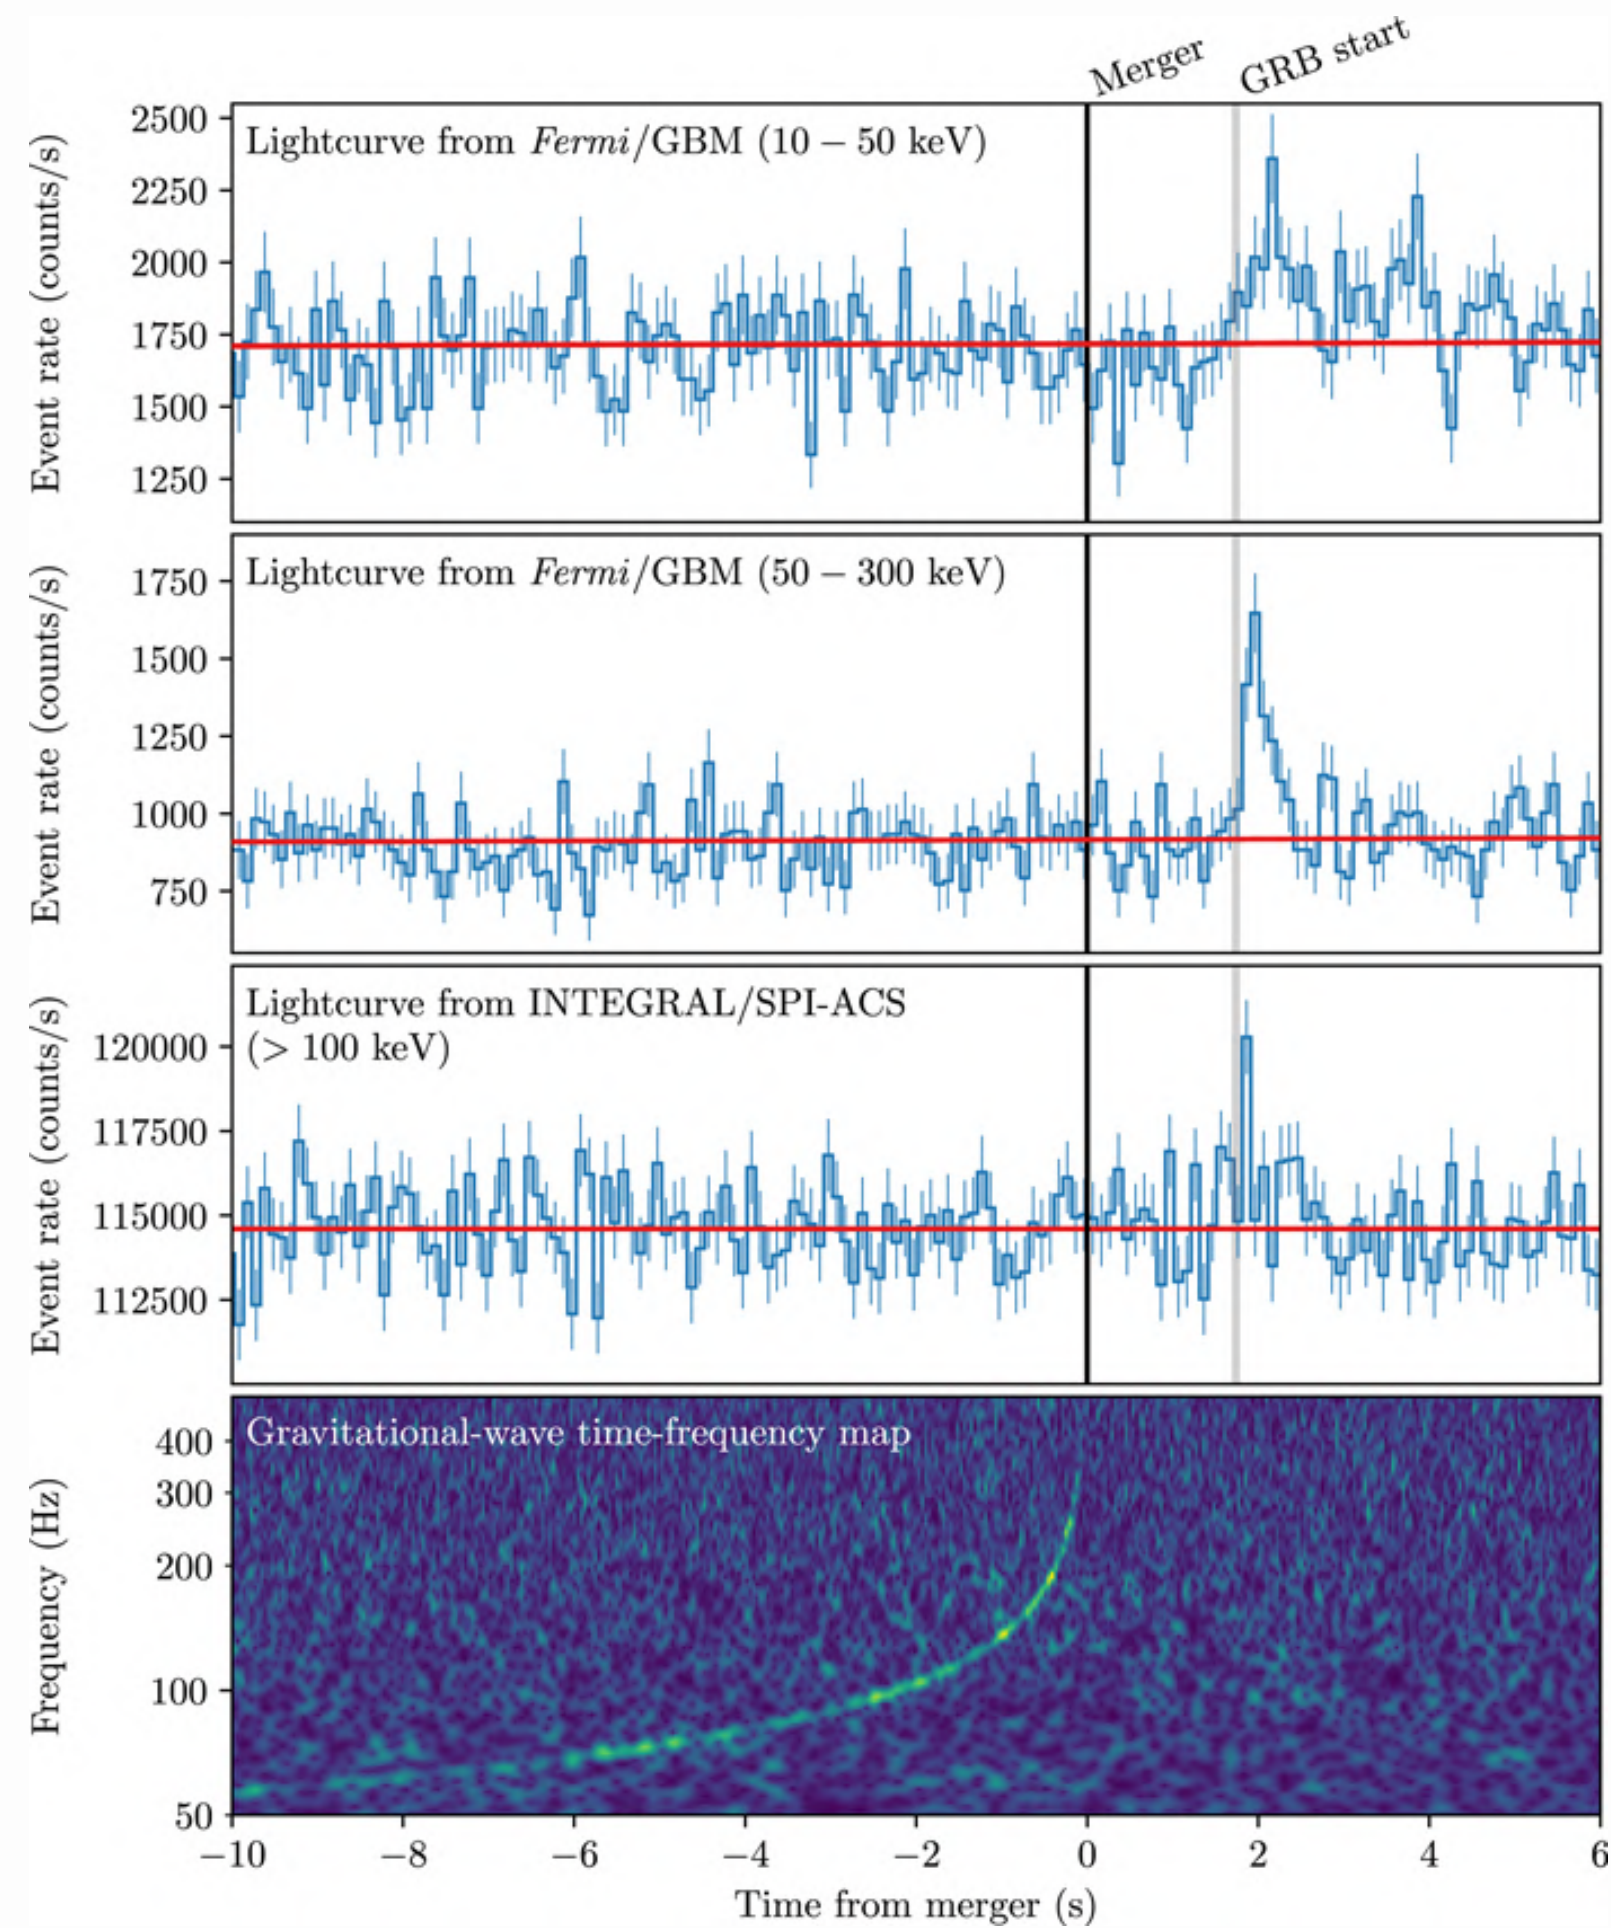 Merger
GRB start
Lightcurve from Fermi/GBM (10 – 50 keV)
Event rate (counts/s)
2500
2250
2000
1750
1500
1250
Lightcurve from Fermi/GBM (50 – 300 keV)
Event rate (counts/s)
1750
1500
1250
1000
750
Lightcurve from INTEGRAL/SPI-ACS
(> 100 keV)
Event rate (counts/s)
120000
117500
115000
112500
Gravitational-wave time-frequency map
Frequency (Hz)
400
300
200
100
50
−10 −8 −6 −4 −2 0 2 4 6
Time from merger (s)